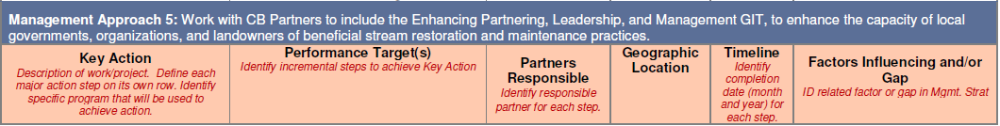 Management Approach 5: Work with CB Partners to include the Enhancing Partnering, Leadership, and Management GIT, to enhance the capacity of local
governments, organizations, and landowners of beneficial stream restoration and maintenance practices.
Key Action
Description of work/project. Define each
major action step on its own row. Identify
specific program that will be used to
achieve action.
Performance Target(s)
Identify incremental steps to achieve Key Action
Partners
Responsible
Identify responsible
partner for each step.
Geographic
Location
Timeline
Identify
completion
date (month
and year) for
each step.
Factors Influencing and/or
Gap
ID related factor or gap in Mgmt. Strat